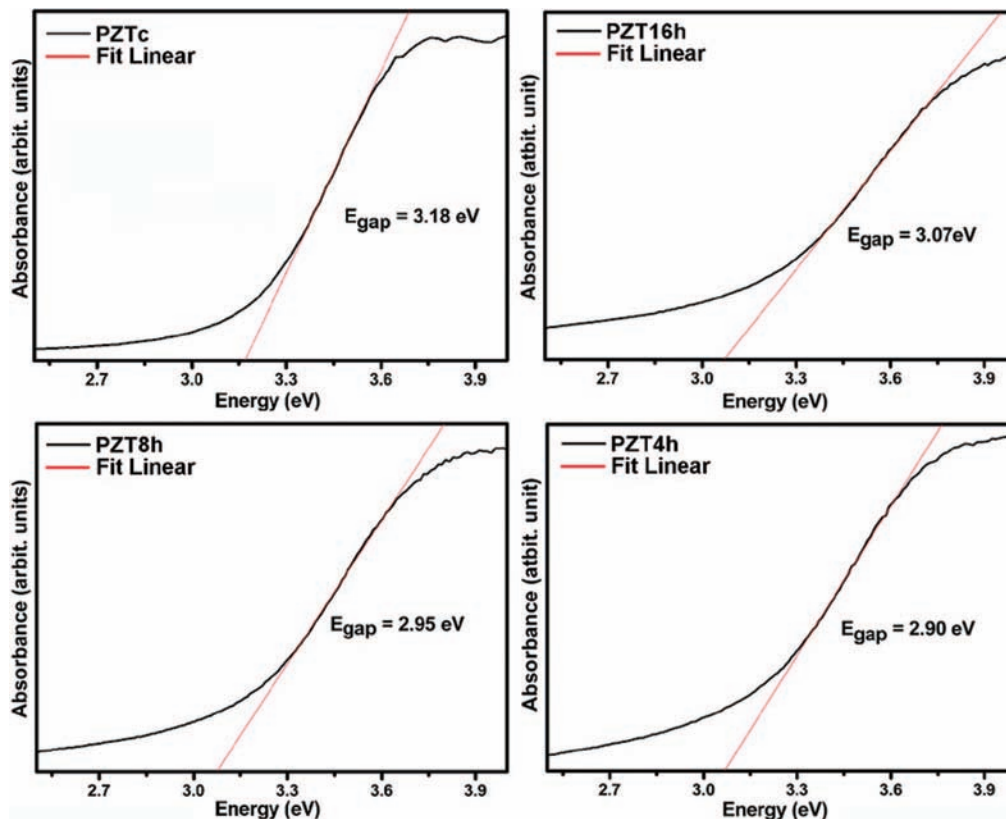 PZTc
Fit Linear
Absorbance (arbit. units)
Egap = 3.18 eV
2.7 3.0 3.3 3.6 3.9
Energy (eV)
PZT16h
Fit Linear
Absorbance (atbit. unit)
Egap = 3.07eV
2.7 3.0 3.3 3.6 3.9
Energy (eV)
PZT8h
Fit Linear
Absorbance (arbit. units)
Egap = 2.95 eV
2.7 3.0 3.3 3.6 3.9
Energy (eV)
PZT4h
Fit Linear
Absorbance (atbit. unit)
Egap = 2.90 eV
2.7 3.0 3.3 3.6 3.9
Energy (eV)